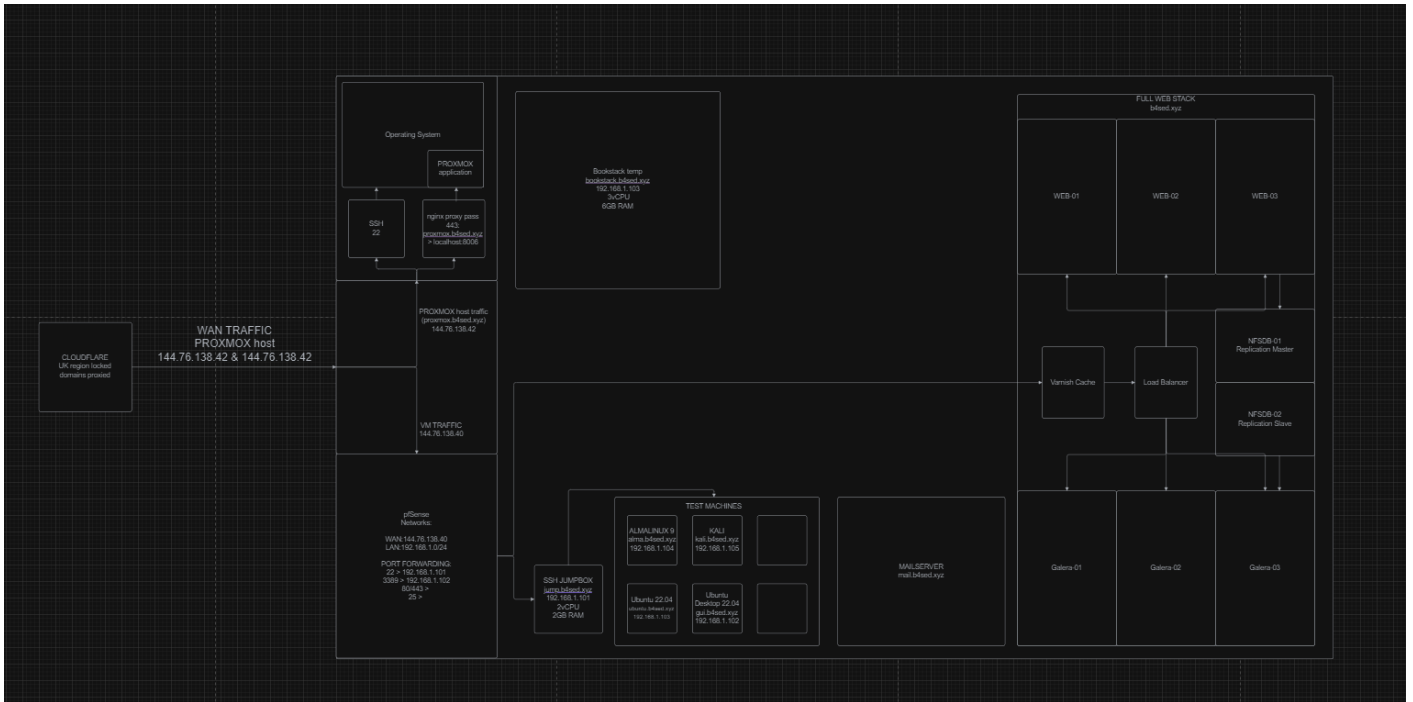 CLOUDFLARE
UK region locked
domains proxied
WAN TRAFFIC
PROXMOX host
144.76.138.42 & 144.76.138.42
Operating System
PROXMOX
application
SSH
22
nginx proxy pass
443:
proxmox.b4sed.xyz
> localhost:8006
PROXMOX host traffic
(proxmox.b4sed.xyz)
144.76.138.42
VM TRAFFIC
144.76.138.40
pfSense
Networks:
WAN:144.76.138.40
LAN:192.168.1.0/24
PORT FORWARDING:
22 > 192.168.1.101
3389 > 192.168.1.102
80/443 >
25 >
Bookstack temp
bookstack.b4sed.xyz
192.168.1.103
3vCPU
6GB RAM
SSH JUMPBOX
jump.b4sed.xyz
192.168.1.101
2vCPU
2GB RAM
TEST MACHINES
ALMALINUX 9
alma.b4sed.xyz
192.168.1.104
KALI
kali.b4sed.xyz
192.168.1.105
Ubuntu 22.04
ubuntu.b4sed.xyz
192.168.1.103
Ubuntu
Desktop 22.04
gui.b4sed.xyz
192.168.1.102
MAILSERVER
mail.b4sed.xyz
FULL WEB STACK
b4sed.xyz
WEB-01
WEB-02
WEB-03
NFSDB-01
Replication Master
Varnish Cache
Load Balancer
NFSDB-02
Replication Slave
Galera-01
Galera-02
Galera-03